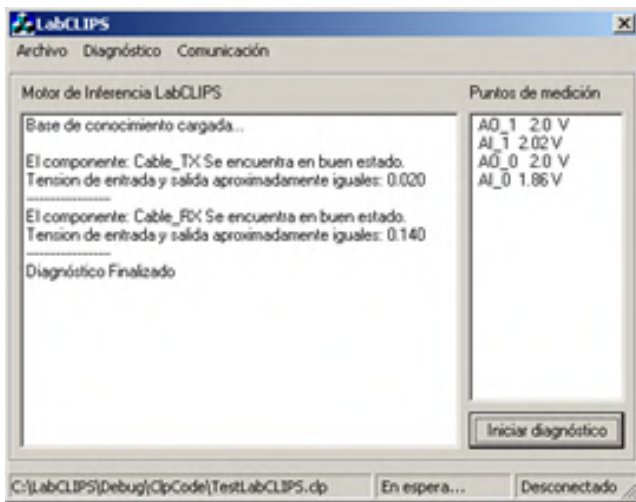 LabCLIPS
Archivo Diagnóstico Comunicación
Motor de Inferencia LabCLIPS
Base de conocimiento cargada...
El componente: Cable_TX Se encuentra en buen estado.
Tension de entrada y salida aproximadamente iguales: 0.020
--------------------
El componente: Cable_RX Se encuentra en buen estado.
Tension de entrada y salida aproximadamente iguales: 0.140
--------------------
Diagnóstico Finalizado
Puntos de medición
AO_1 2.0 V
AI_1 2.02 V
AO_0 2.0 V
AI_0 1.86 V
Iniciar diagnóstico
C:\LabCLIPS\Debug\ClpCode\TestLabCLIPS.clp En espera... Desconectado